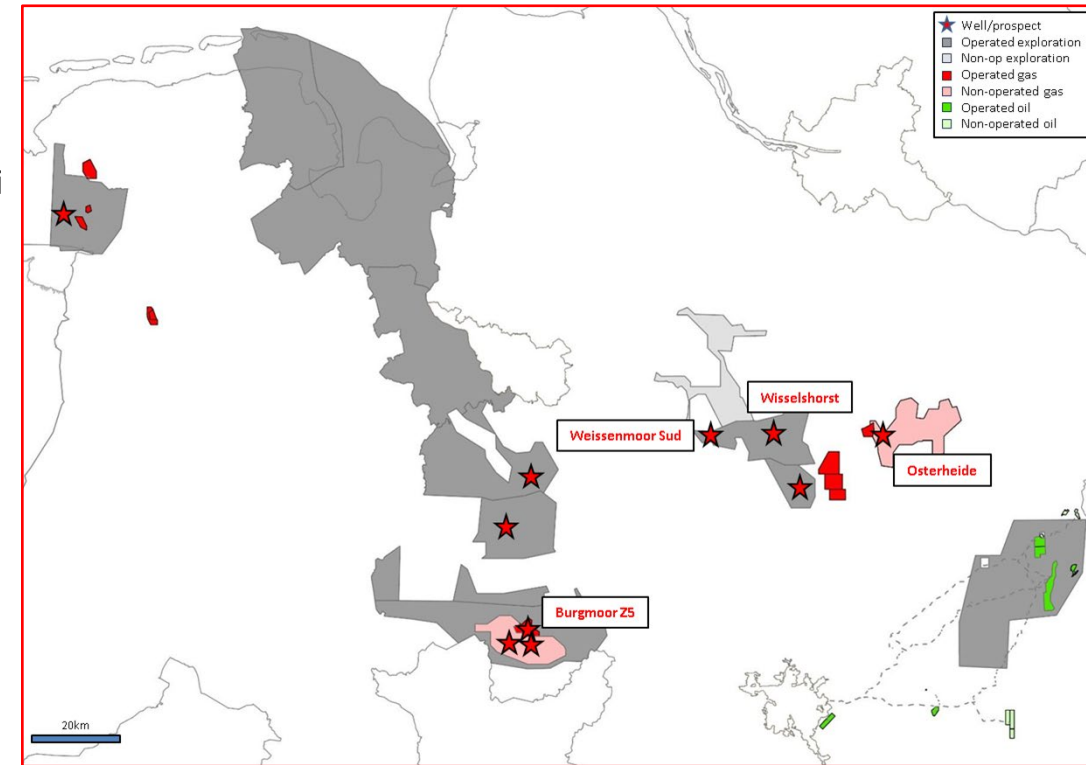 Well/prospect
Operated exploration
Non-op exploration
Operated gas
Non-operated gas
Operated oil
Non-operated oil
Wisselshorst
Weissenmoor Sud
Osterheide
Burgmoor Z5
20km